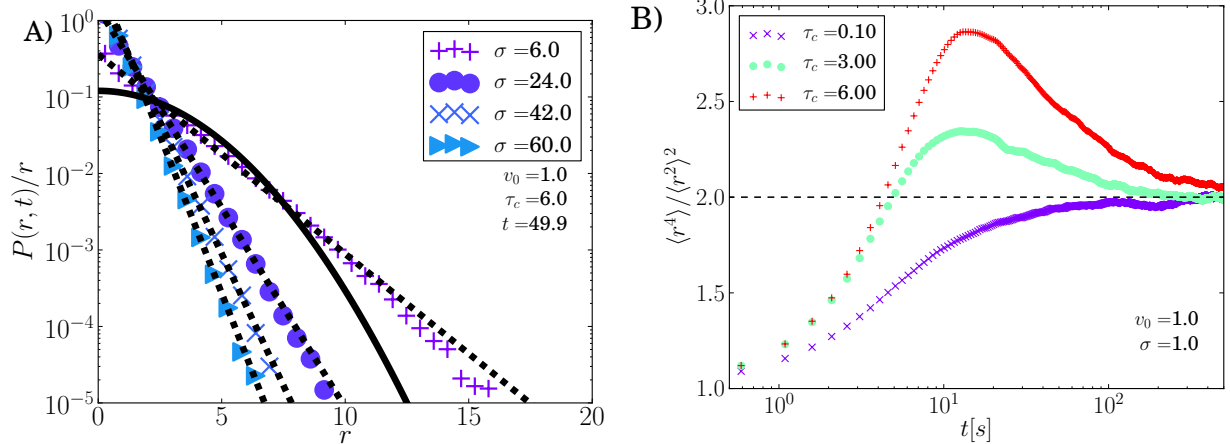 A)
10^0
10^-1
10^-2
10^-3
10^-4
10^-5
P(r, t)/r
0 5 10 15 20
r
σ =6.0
σ =24.0
σ =42.0
σ =60.0
v_0 =1.0
τ_c =6.0
t =49.9
B)
3.0
2.5
2.0
1.5
1.0
⟨r^4⟩/⟨r^2⟩^2
10^0 10^1 10^2
t[s]
τ_c =0.10
τ_c =3.00
τ_c =6.00
v_0 =1.0
σ =1.0